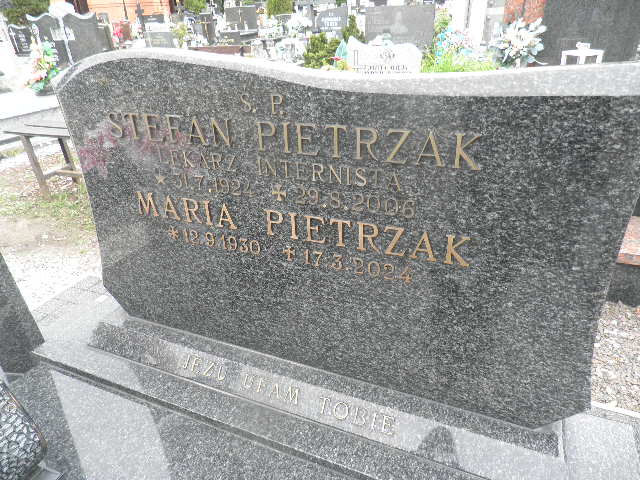 S. P.
STEFAN PIETRZAK
LEKARZ INTERNISTA
*31.7.1924 ✝29.8.2006
MARIA PIETRZAK
*12.9.1930 ✝17.3.2024
JEZU UFAM TOBIE